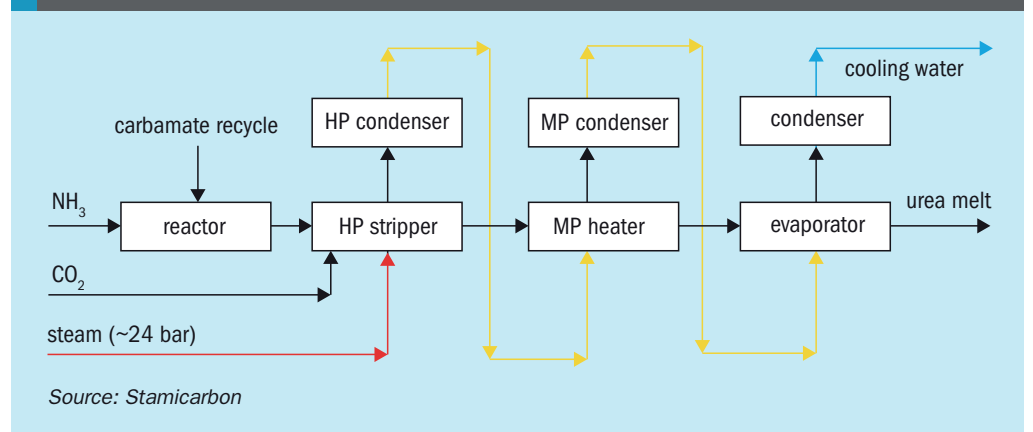 cooling water
HP condenser
MP condenser
condenser
carbamate recycle
NH₃
reactor
HP stripper
MP heater
evaporator
urea melt
CO₂
steam (~24 bar)
Source: Stamicarbon